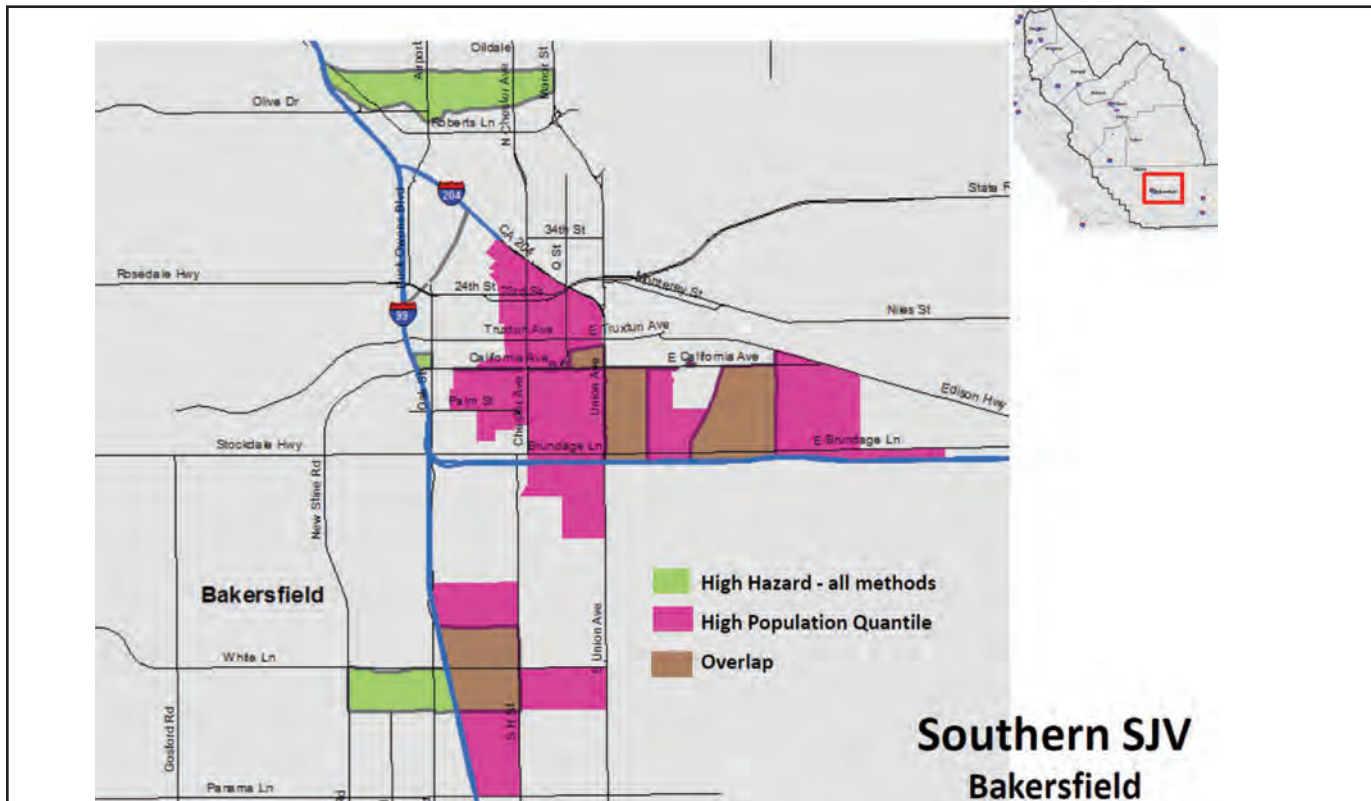 Oildale
Airport
N Chester Ave
Manor St
Olive Dr
Roberts Ln
204
State R
Buck Owens Blvd
CA 204
34th St
Q St
Rosedale Hwy
24th St
23rd St
Monterey St
Niles St
99
Truxtun Ave
E Truxtun Ave
California Ave
E California Ave
Oak St
Palm St
Chester Ave
Union Ave
Edison Hwy
Stockdale Hwy
Brundage Ln
E Brundage Ln
New Stine Rd
High Hazard - all methods
Bakersfield
High Population Quantile
S Union Ave
White Ln
Overlap
Gosford Rd
S H St
Southern SJV
Panama Ln
Rd
Bakersfield